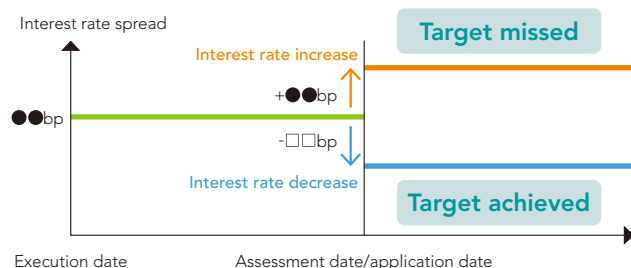 Interest rate spread
Target missed
Interest rate increase
+●●bp
●●bp
-□□bp
Interest rate decrease
Target achieved
Execution date
Assessment date/application date